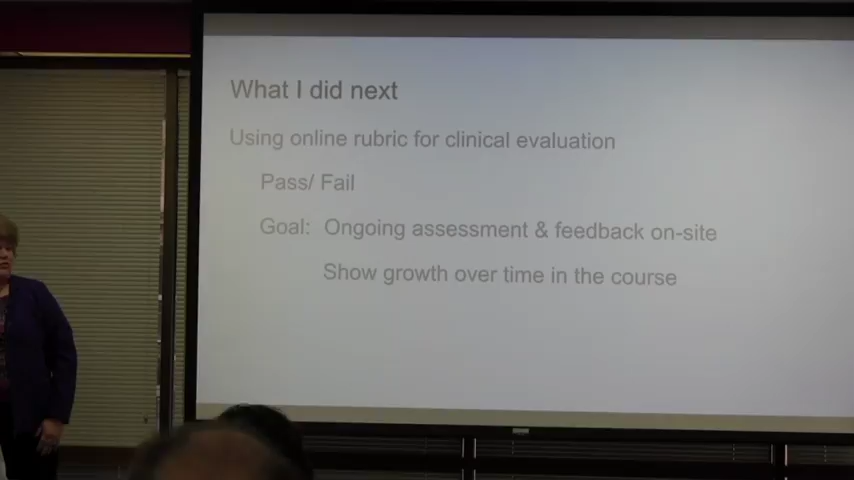 What I did next
Using online rubric for clinical evaluation
Pass/ Fail
Goal: Ongoing assessment & feedback on-site
Show growth over time in the course